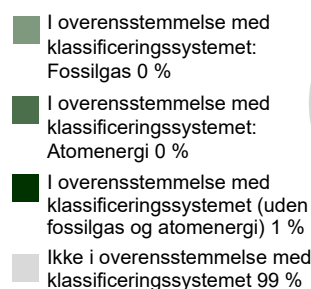 I overensstemmelse med
klassificeringssystemet:
Fossilgas 0 %
I overensstemmelse med
klassificeringssystemet:
Atomenergi 0 %
I overensstemmelse med
klassificeringssystemet (uden
fossilgas og atomenergi) 1 %
Ikke i overensstemmelse med
klassificeringssystemet 99 %